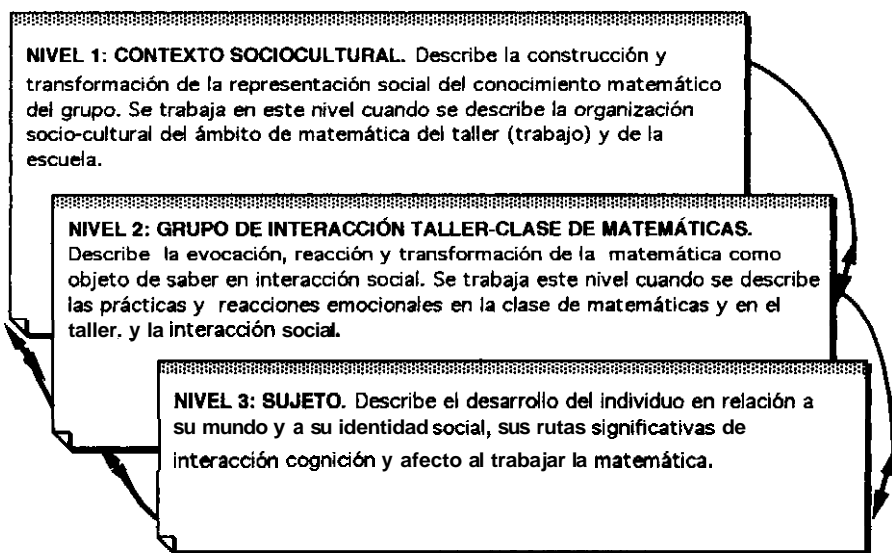 NIVEL 1: CONTEXTO SOCIOCULTURAL. Describe la construcción y
transformación de la representación social del conocimiento matemático
del grupo. Se trabaja en este nivel cuando se describe la organización
socio-cultural del ámbito de matemática del taller (trabajo) y de la
escuela.
NIVEL 2: GRUPO DE INTERACCIÓN TALLER-CLASE DE MATEMÁTICAS.
Describe la evocación, reacción y transformación de la matemática como
objeto de saber en interacción social. Se trabaja este nivel cuando se describe
las prácticas y reacciones emocionales en la clase de matemáticas y en el
taller. y la interacción social.
NIVEL 3: SUJETO. Describe el desarrollo del individuo en relación a
su mundo y a su identidad social, sus rutas significativas de
interacción cognición y afecto al trabajar la matemática.